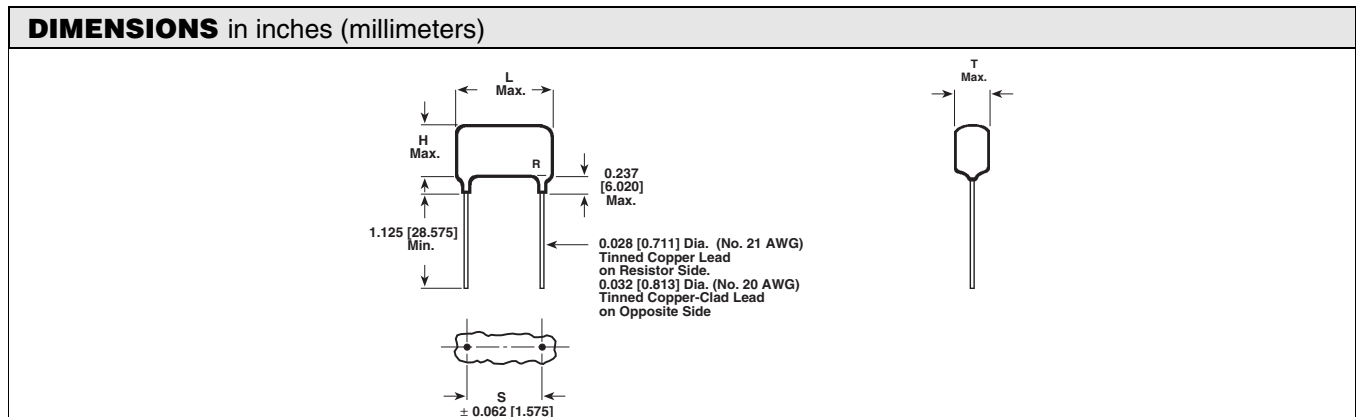 DIMENSIONS in inches (millimeters)
L
Max.
T
Max.
H
Max.
R
0.237
[6.020]
Max.
1.125 [28.575]
Min.
0.028 [0.711] Dia. (No. 21 AWG)
Tinned Copper Lead
on Resistor Side.
0.032 [0.813] Dia. (No. 20 AWG)
Tinned Copper-Clad Lead
on Opposite Side
S
± 0.062 [1.575]